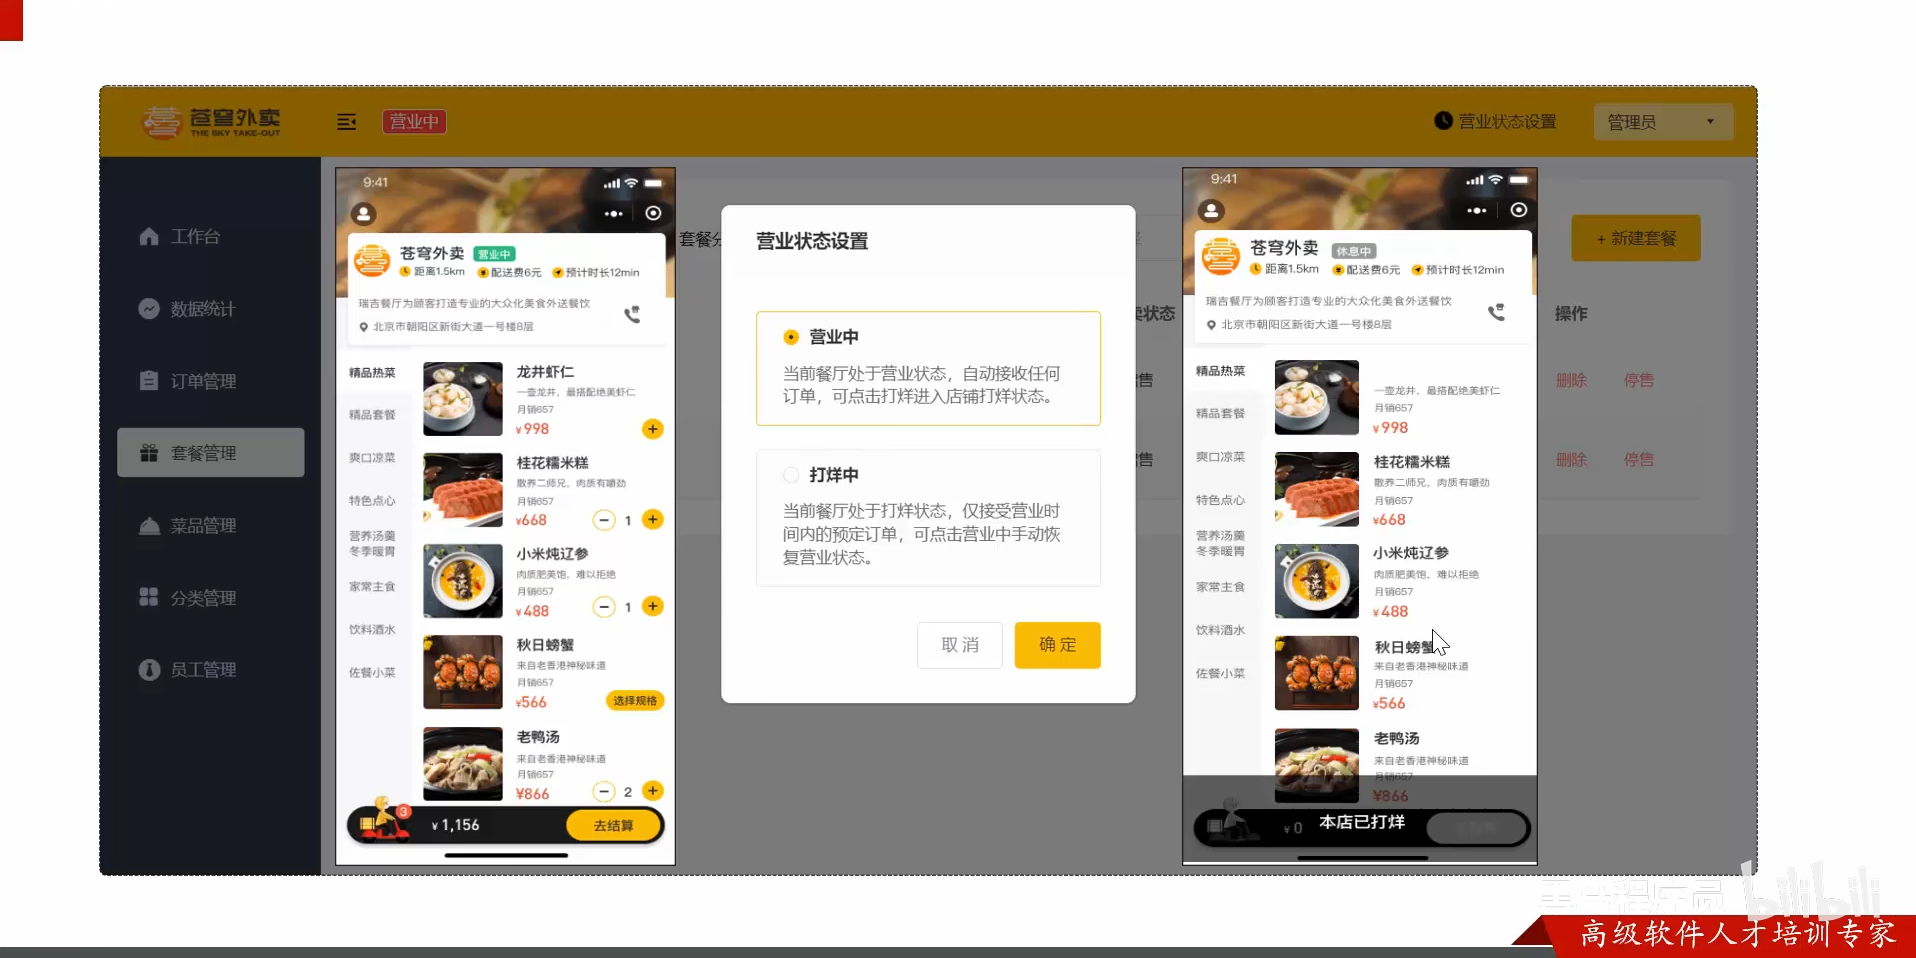 苍穹外卖
THE SKY TAKE-OUT
营业中
营业状态设置
管理员
工作台
数据统计
订单管理
套餐管理
菜品管理
分类管理
员工管理
套餐分
+ 新建套餐
操作
删除 停售
删除 停售
9:41
苍穹外卖 营业中
距离1.5km 配送费6元 预计时长12min
瑞吉餐厅为顾客打造专业的大众化美食外送餐饮
北京市朝阳区新街大道一号楼8层
精品热菜
精品套餐
爽口凉菜
特色点心
营养汤羹
冬季暖胃
家常主食
饮料酒水
佐餐小菜
龙井虾仁
一壶龙井，最搭配绝美虾仁
月销657
¥998
桂花糯米糕
散养二师兄，肉质有嚼劲
月销657
¥668
1
小米炖辽参
肉质肥美饱，难以拒绝
月销657
¥488
1
秋日螃蟹
来自老香港神秘味道
月销657
¥566
选择规格
老鸭汤
来自老香港神秘味道
月销657
¥866
2
3
¥1,156
去结算
营业状态设置
营业中
当前餐厅处于营业状态，自动接收任何
订单，可点击打烊进入店铺打烊状态。
打烊中
当前餐厅处于打烊状态，仅接受营业时
间内的预定订单，可点击营业中手动恢
复营业状态。
取 消
确 定
卖状态
售
售
9:41
苍穹外卖 休息中
距离1.5km 配送费6元 预计时长12min
瑞吉餐厅为顾客打造专业的大众化美食外送餐饮
北京市朝阳区新街大道一号楼8层
精品热菜
精品套餐
爽口凉菜
特色点心
营养汤羹
冬季暖胃
家常主食
饮料酒水
佐餐小菜
一壶龙井，最搭配绝美虾仁
月销657
¥998
桂花糯米糕
散养二师兄，肉质有嚼劲
月销657
¥668
小米炖辽参
肉质肥美饱，难以拒绝
月销657
¥488
秋日螃蟹
来自老香港神秘味道
月销657
¥566
老鸭汤
来自老香港神秘味道
月销657
¥866
¥0
本店已打烊
bilibili
高级软件人才培训专家